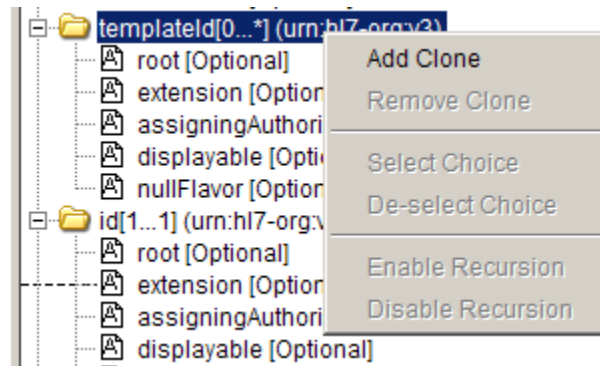 templateId[0...*] (urn:hl7-org:v3)
root [Optional]
extension [Option
assigningAuthori
displayable [Opti
nullFlavor [Option
id[1...1] (urn:hl7-org:v
root [Optional]
extension [Option
assigningAuthori
displayable [Optional]
Add Clone
Remove Clone
Select Choice
De-select Choice
Enable Recursion
Disable Recursion